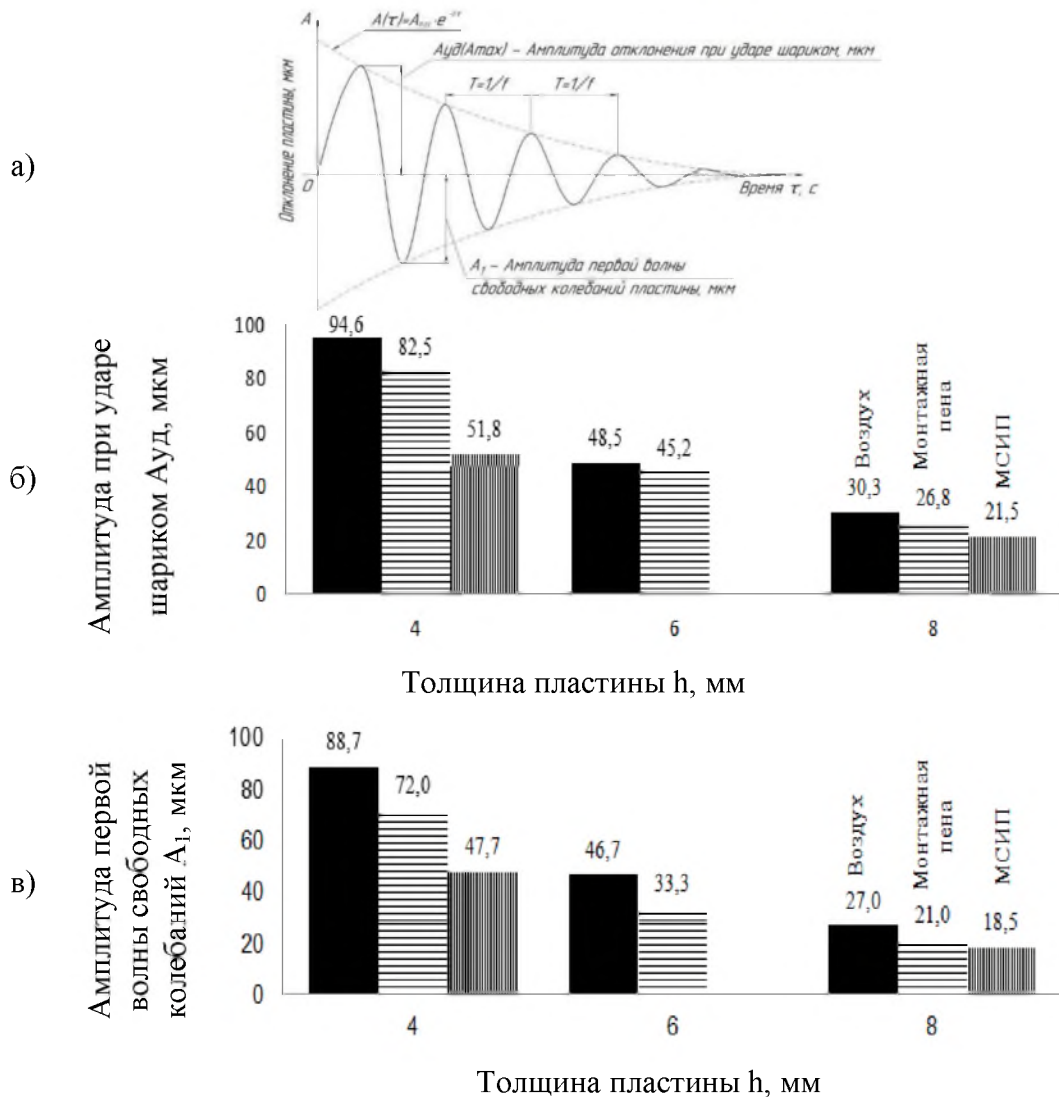 а)
A
A(τ)=Amax·e
Aуд(Amax) – Амплитуда отклонения при ударе шариком, мкм
T=1/f
T=1/f
Отклонение пластины, мкм
0
Время τ, с
A₁ – Амплитуда первой волны
свободных колебаний пластины, мкм
б)
Амплитуда при ударе
шариком Ауд, мкм
100
80
60
40
20
0
94,6
82,5
51,8
48,5
45,2
Воздух
Монтажная
пена
МСИП
30,3
26,8
21,5
4
6
8
Толщина пластины h, мм
в)
Амплитуда первой
волны свободных
колебаний А₁, мкм
100
80
60
40
20
0
88,7
72,0
47,7
46,7
33,3
Воздух
Монтажная
пена
МСИП
27,0
21,0
18,5
4
6
8
Толщина пластины h, мм